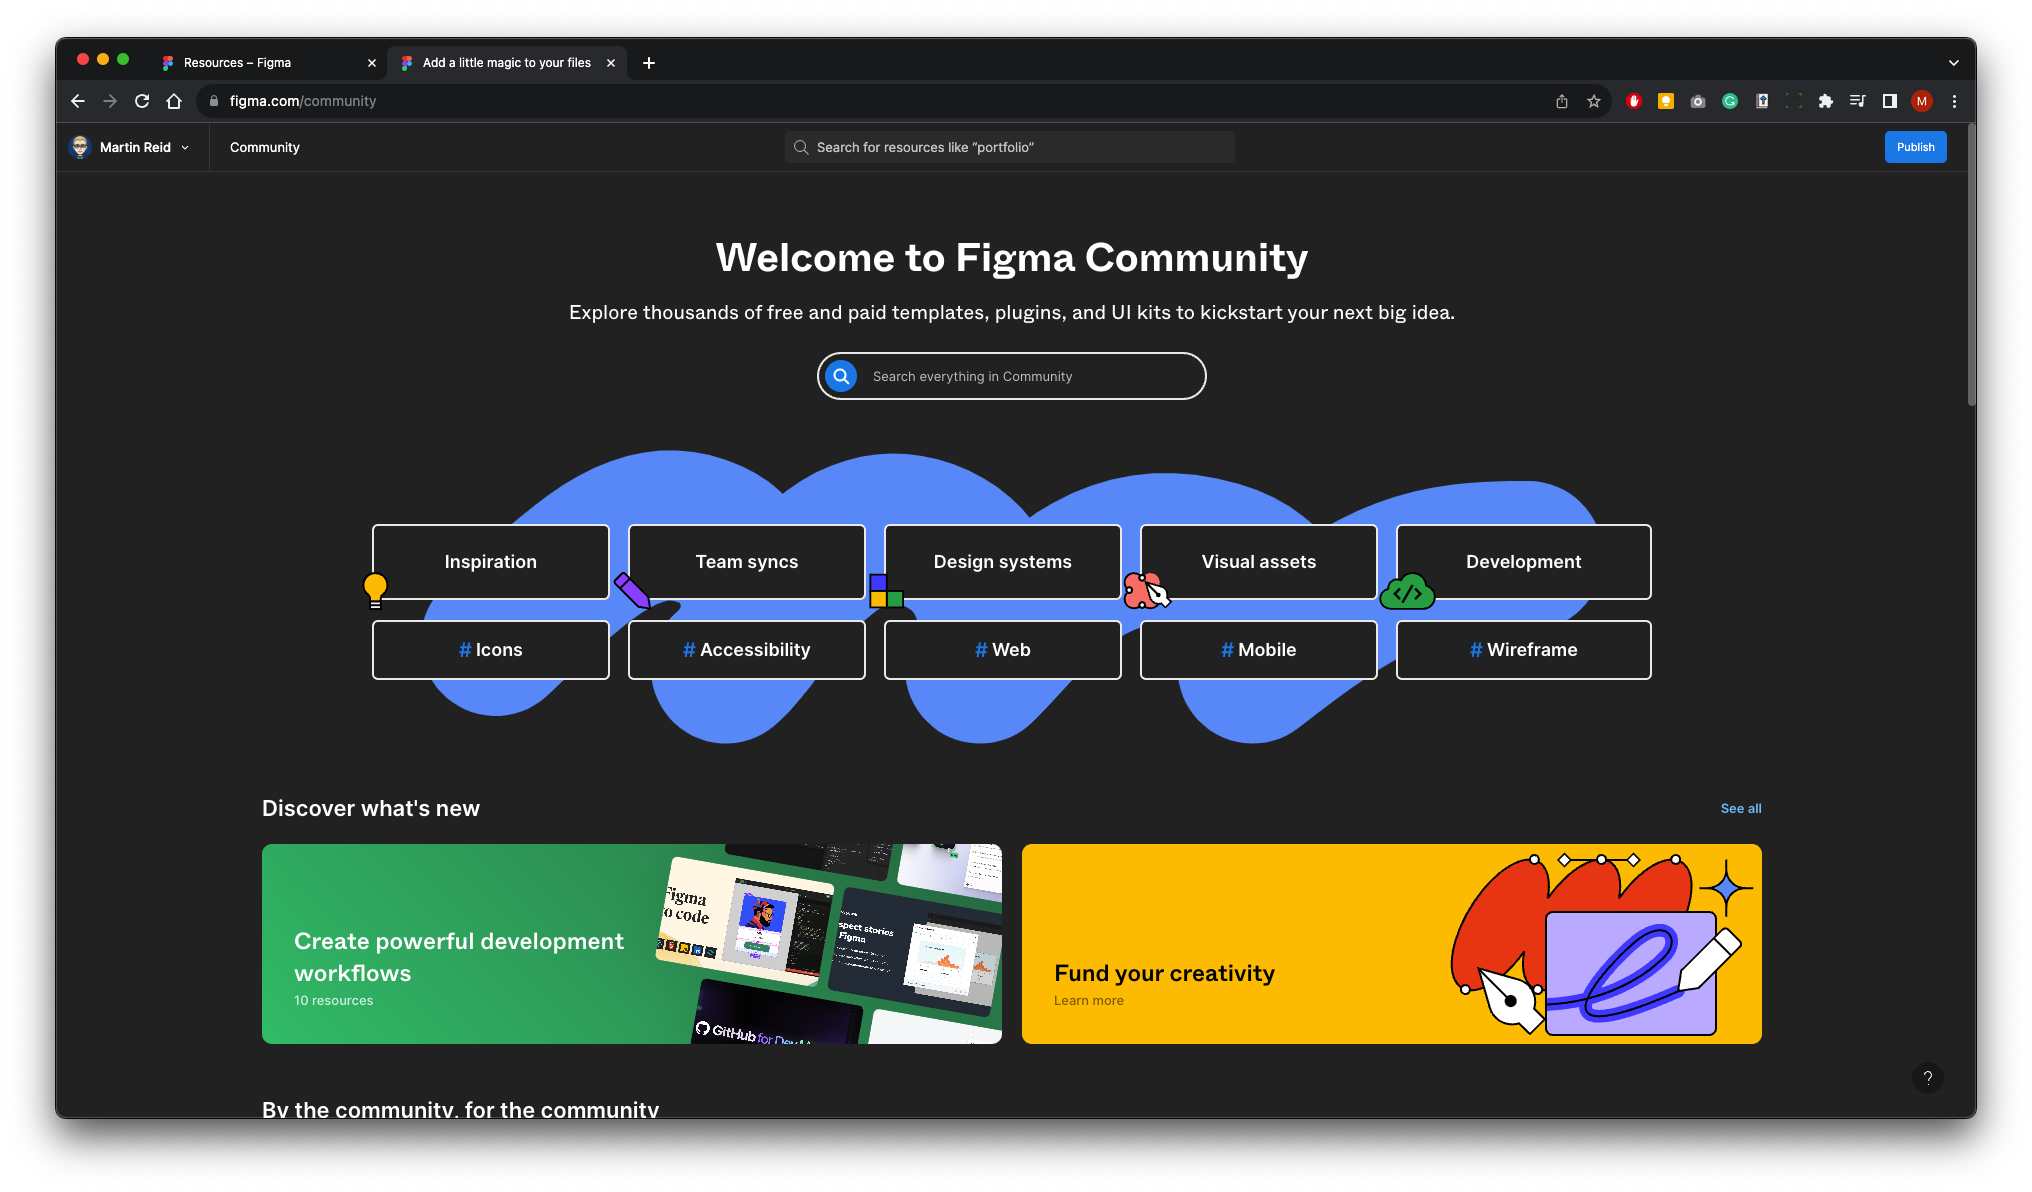 Resources – Figma
Add a little magic to your files
figma.com/community
M
Martin Reid
Community
Search for resources like “portfolio”
Publish
Welcome to Figma Community
Explore thousands of free and paid templates, plugins, and UI kits to kickstart your next big idea.
Search everything in Community
Inspiration
Team syncs
Design systems
Visual assets
Development
</>
# Icons
# Accessibility
# Web
# Mobile
# Wireframe
Discover what's new
See all
Create powerful development
workflows
10 resources
Figma
to code
Figma
GitHub for
Fund your creativity
Learn more
?
By the community, for the community